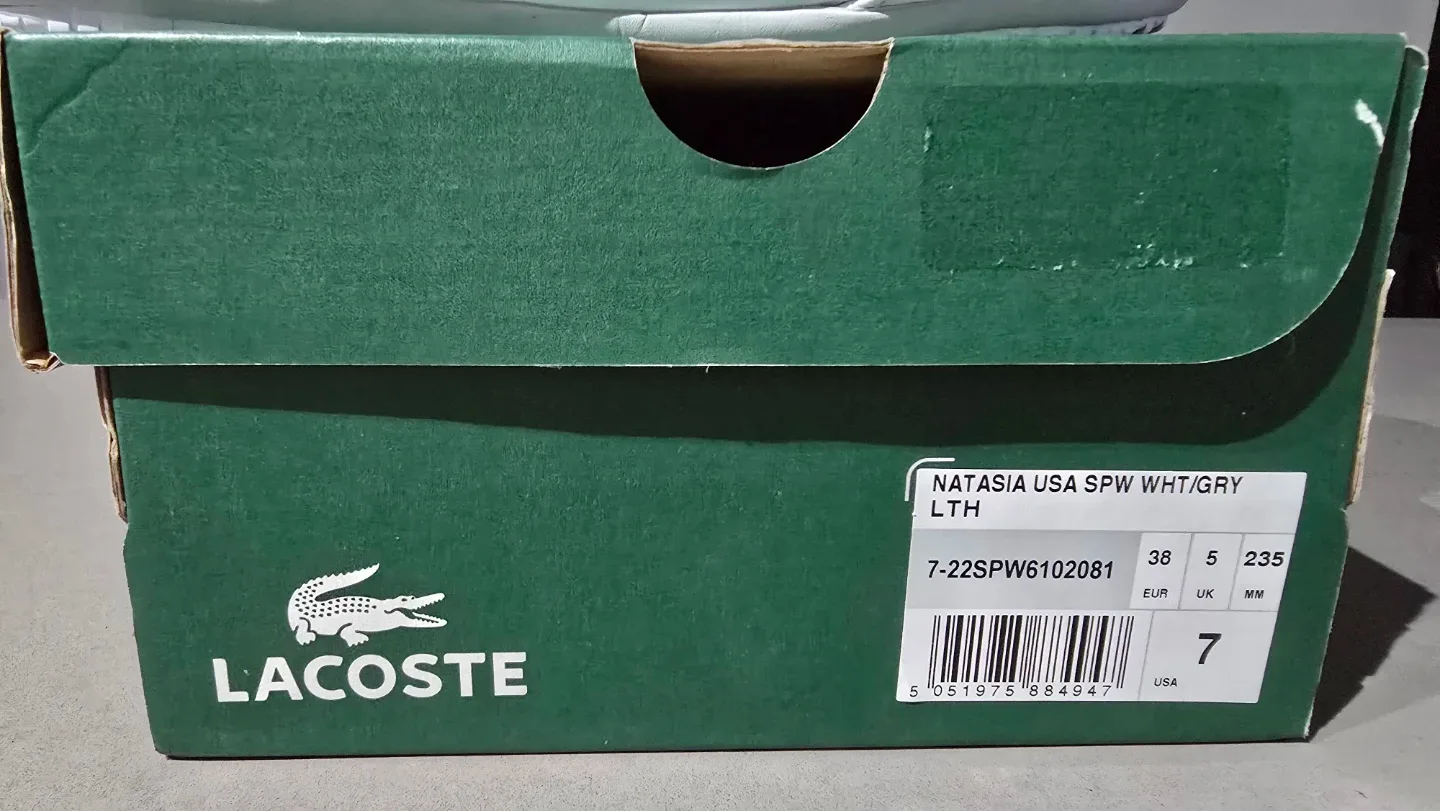 NATASIA USA SPW WHT/GRY
LTH
7-22SPW6102081
38 5 235
EUR UK MM
7
USA
5 051975 884947
LACOSTE